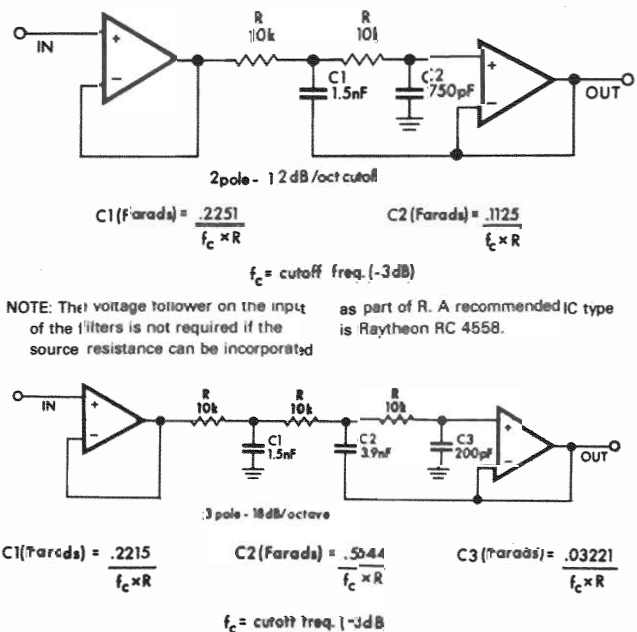 R
10k
R
10k
IN
+
−
C1
1.5nF
C2
750pF
+
−
OUT
2 pole - 12 dB/oct cutoff
C1 (Farads) = .2251
fc × R
C2 (Farads) = .1125
fc × R
fc = cutoff freq. (-3dB)
NOTE: The voltage follower on the input
of the filters is not required if the
source resistance can be incorporated
as part of R. A recommended IC type
is Raytheon RC 4558.
R
10k
R
10k
R
10k
IN
+
−
C1
1.5nF
C2
3.9nF
C3
200pF
+
−
OUT
3 pole - 18dB/octave
C1 (Farads) = .2215
fc × R
C2 (Farads) =
fc × R
C3 (Farads) = .03221
fc × R
fc = cutoff freq. (-3dB